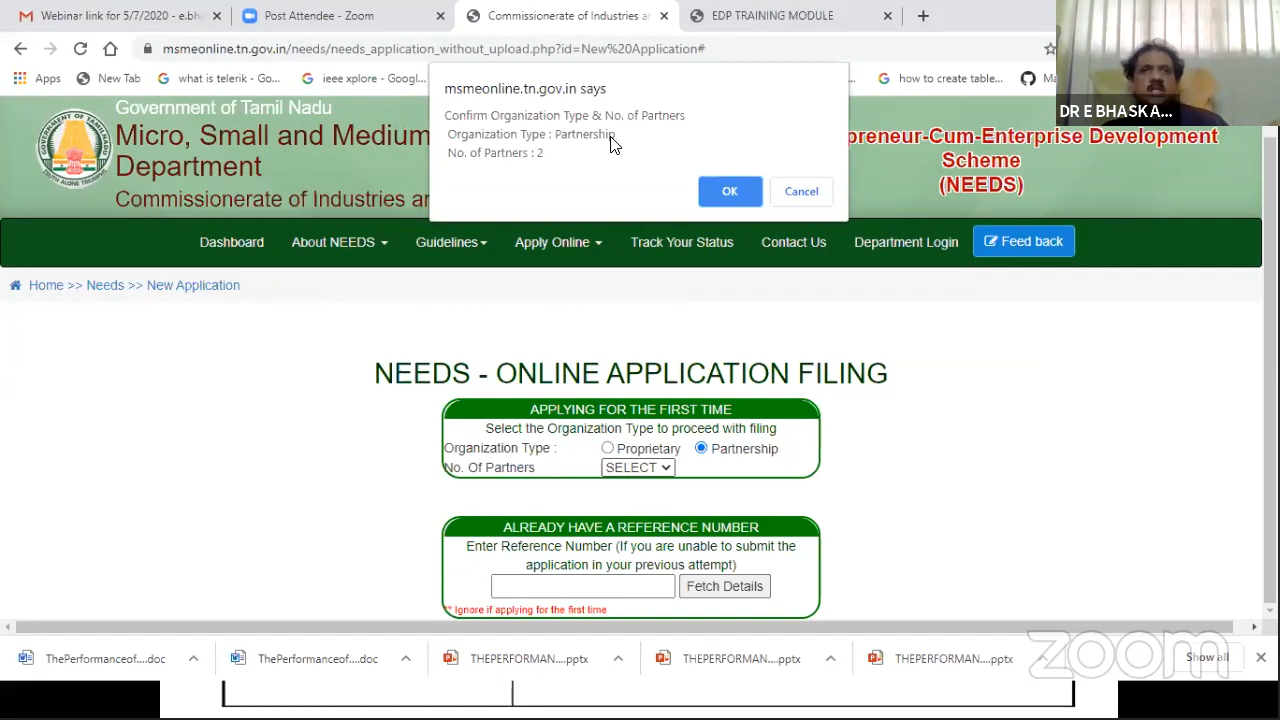 Webinar link for 5/7/2020 - e.bha
Post Attendee - Zoom
Commissionerate of Industries an
EDP TRAINING MODULE
msmeonline.tn.gov.in/needs/needs_application_without_upload.php?id=New%20Application#
Apps
New Tab
what is telerik - Go...
ieee xplore - Googl...
how to create table...
Ma
msmeonline.tn.gov.in says
Confirm Organization Type & No. of Partners
Organization Type : Partnership
No. of Partners : 2
OK
Cancel
DR E BHASKA...
Government of Tamil Nadu
Micro, Small and Medium
Department
Commissionerate of Industries an
preneur-Cum-Enterprise Development
Scheme
(NEEDS)
Dashboard
About NEEDS
Guidelines
Apply Online
Track Your Status
Contact Us
Department Login
Feed back
Home >> Needs >> New Application
NEEDS - ONLINE APPLICATION FILING
APPLYING FOR THE FIRST TIME
Select the Organization Type to proceed with filing
Organization Type :
Proprietary
Partnership
No. Of Partners
SELECT
ALREADY HAVE A REFERENCE NUMBER
Enter Reference Number (If you are unable to submit the
application in your previous attempt)
Fetch Details
** Ignore if applying for the first time
ThePerformanceof....doc
ThePerformanceof....doc
THEPERFORMAN....pptx
THEPERFORMAN....pptx
THEPERFORMAN....pptx
Show all
zoom